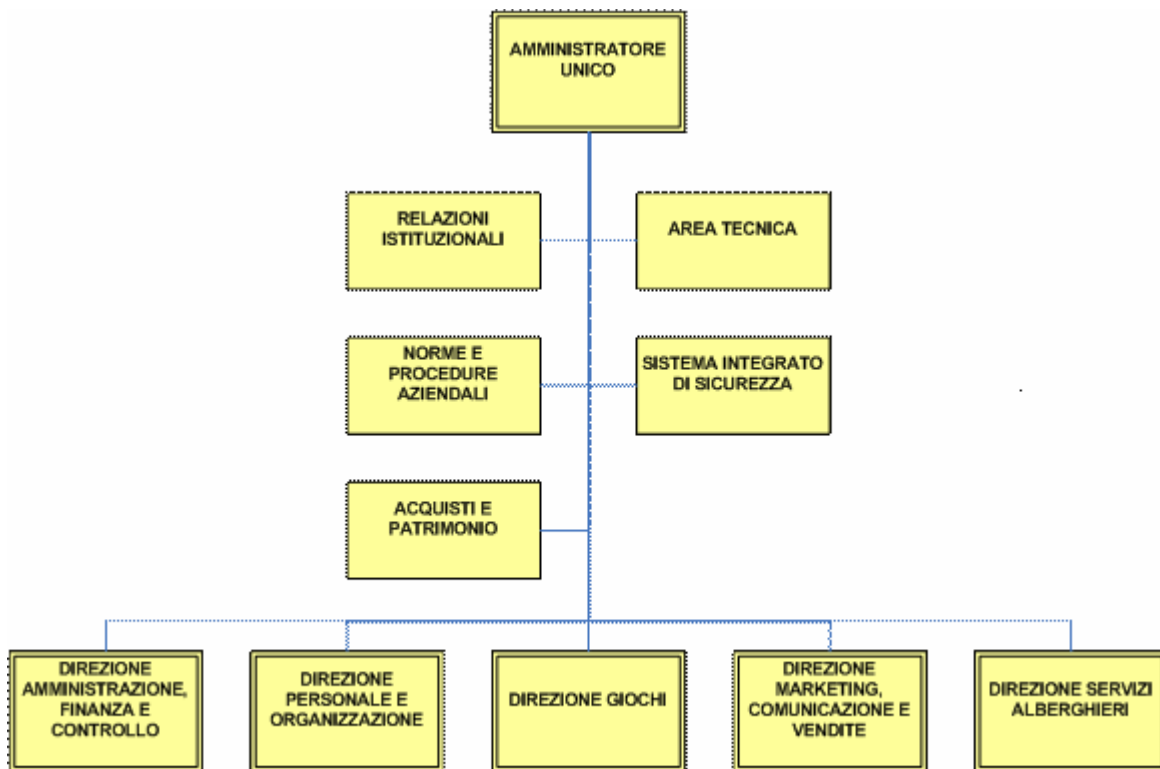 AMMINISTRATORE
UNICO
RELAZIONI
ISTITUZIONALI
AREA TECNICA
NORME E
PROCEDURE
AZIENDALI
SISTEMA INTEGRATO
DI SICUREZZA
ACQUISTI E
PATRIMONIO
DIREZIONE
AMMINISTRAZIONE,
FINANZA E
CONTROLLO
DIREZIONE
PERSONALE E
ORGANIZZAZIONE
DIREZIONE GIOCHI
DIREZIONE
MARKETING,
COMUNICAZIONE E
VENDITE
DIREZIONE SERVIZI
ALBERGHIERI